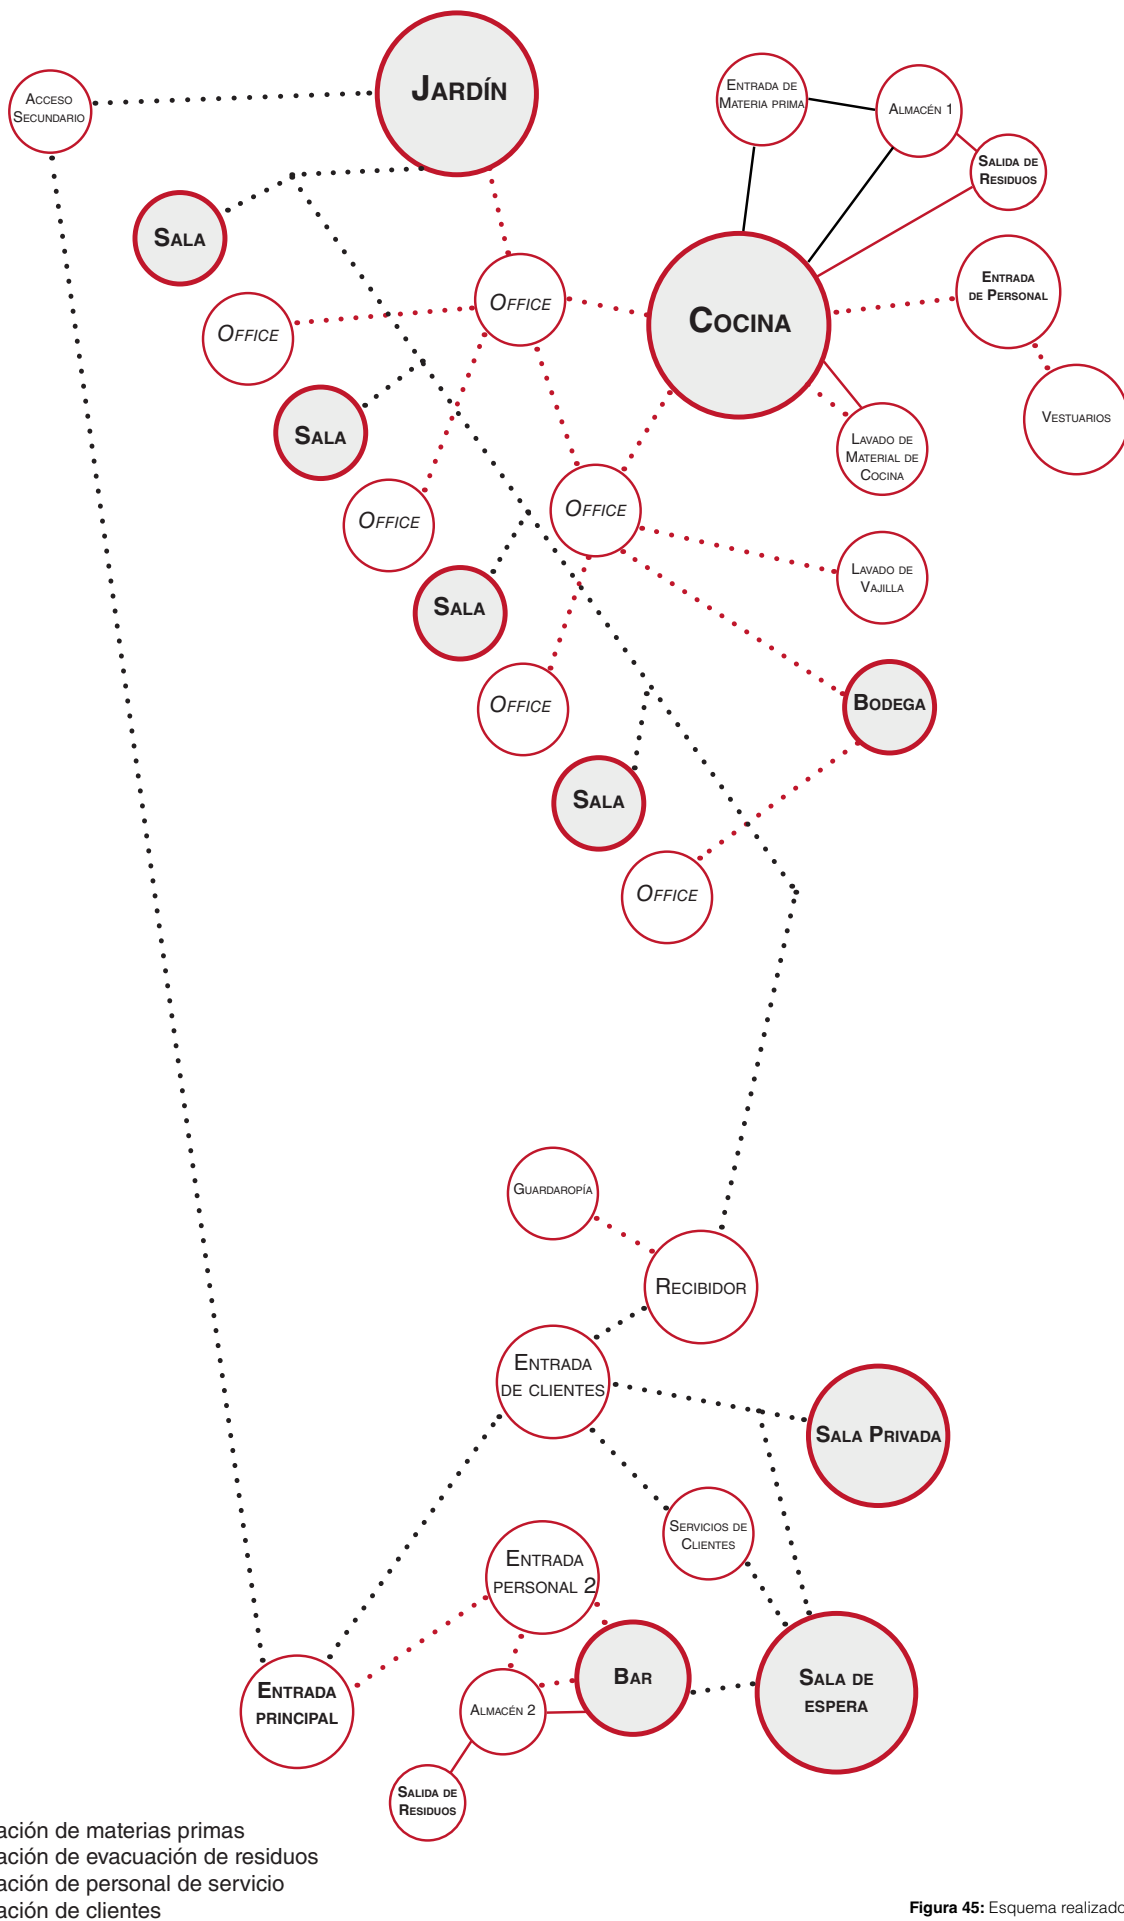 Jardín
Acceso
Secundario
Entrada de
Materia prima
Almacén 1
Salida de
Residuos
Sala
Entrada
de Personal
Office
Office
Cocina
Vestuarios
Sala
Lavado de
Material de
Cocina
Office
Office
Lavado de
Vajilla
Sala
Office
Bodega
Sala
Office
Guardaropía
Recibidor
Entrada
de clientes
Sala Privada
Servicios de
Clientes
Entrada
personal 2
Bar
Sala de
espera
Entrada
principal
Almacén 2
Salida de
Residuos
ación de materias primas
ación de evacuación de residuos
ación de personal de servicio
ación de clientes
Figura 45: Esquema realizado